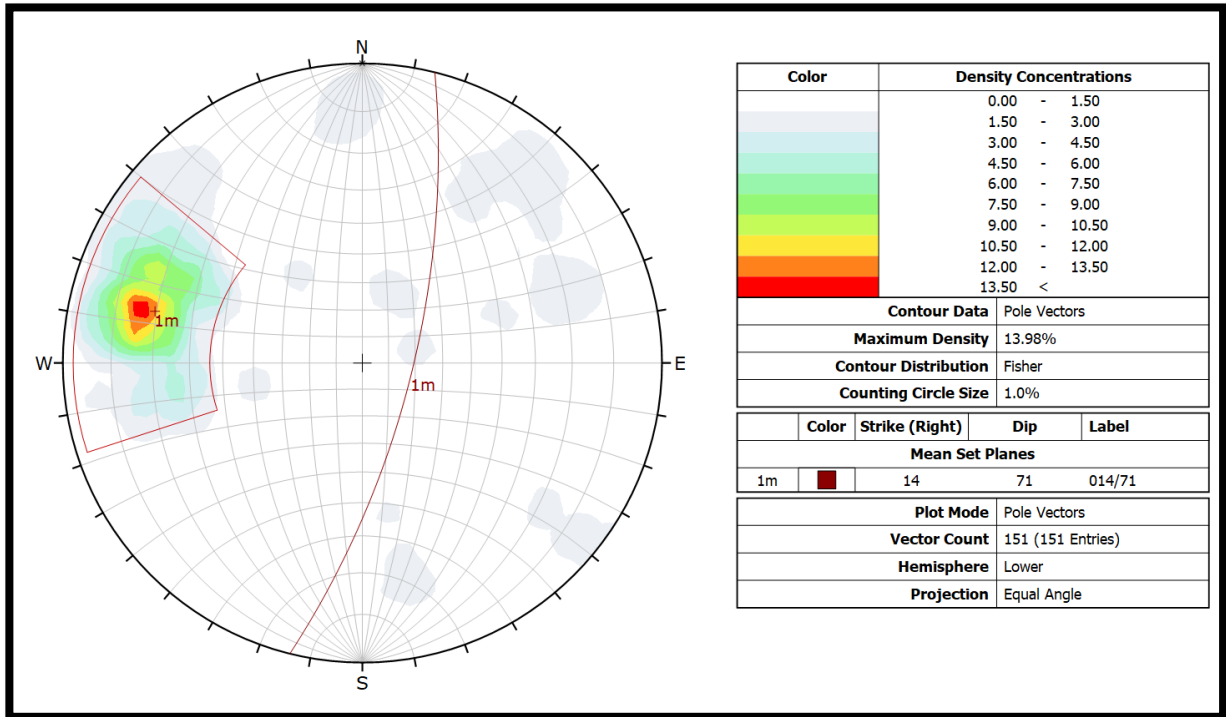 N
W
E
S
1m
1m
Color Density Concentrations
0.00 - 1.50
1.50 - 3.00
3.00 - 4.50
4.50 - 6.00
6.00 - 7.50
7.50 - 9.00
9.00 - 10.50
10.50 - 12.00
12.00 - 13.50
13.50 <
Contour Data Pole Vectors
Maximum Density 13.98%
Contour Distribution Fisher
Counting Circle Size 1.0%
Color Strike (Right) Dip Label
Mean Set Planes
1m 14 71 014/71
Plot Mode Pole Vectors
Vector Count 151 (151 Entries)
Hemisphere Lower
Projection Equal Angle